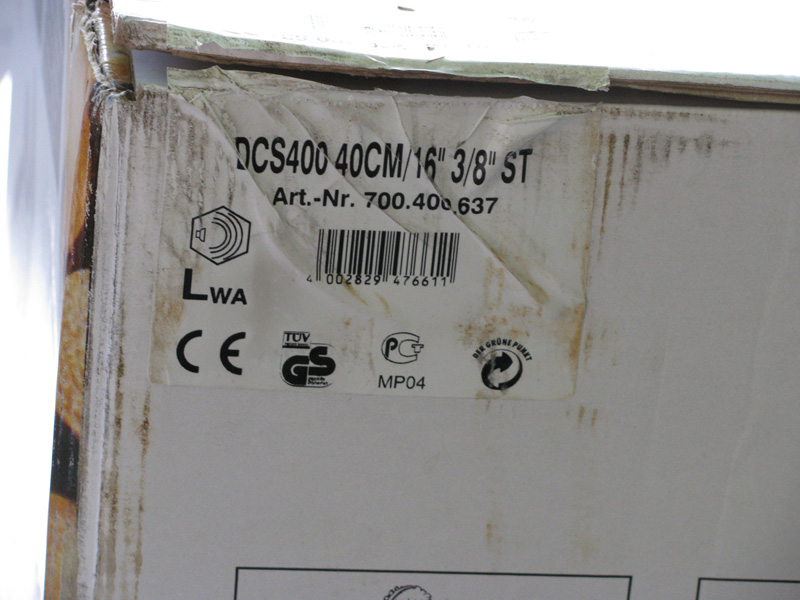 DCS400 40CM/16" 3/8" ST
Art.-Nr. 700.400.637
4 002829 476611
LWA
CE
TÜV
GS
PG
MP04
DER GRÜNE PUNKT